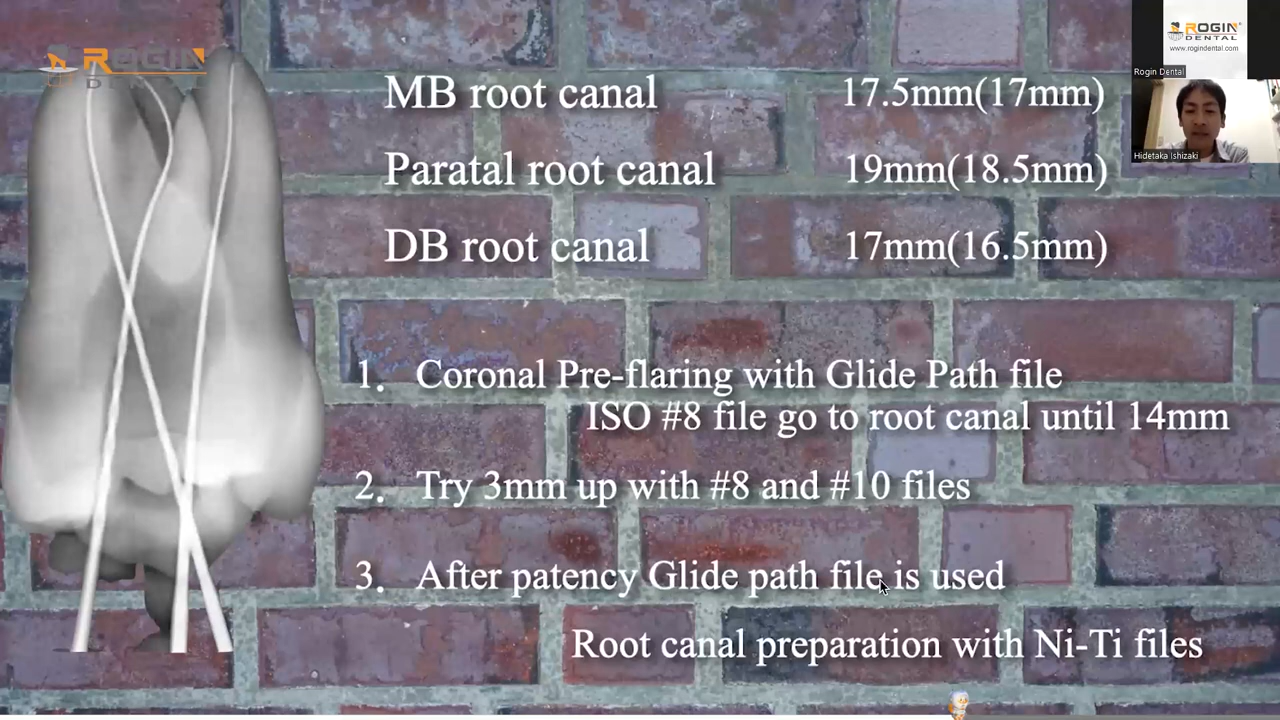 ROGIN
DENTAL
MB root canal 17.5mm(17mm)
Paratal root canal 19mm(18.5mm)
DB root canal 17mm(16.5mm)
1. Coronal Pre-flaring with Glide Path file
ISO #8 file go to root canal until 14mm
2. Try 3mm up with #8 and #10 files
3. After patency Glide path file is used
Root canal preparation with Ni-Ti files
ROGIN
DENTAL
www.rogindental.com
Rogin Dental
Hidetaka Ishizaki